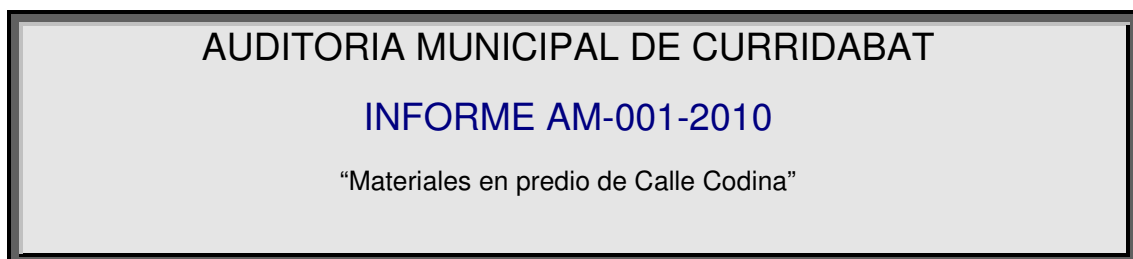 AUDITORIA MUNICIPAL DE CURRIDABAT
INFORME AM-001-2010
“Materiales en predio de Calle Codina”